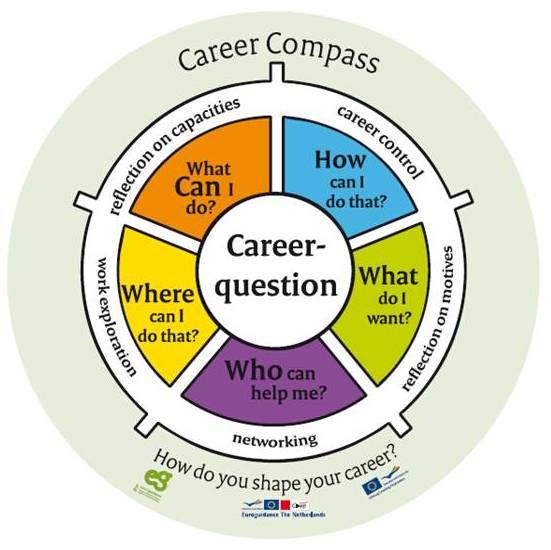 Career Compass
reflection on capacities
career control
What
Can I
do?
How
can I
do that?
Career-
question
Where
can I
do that?
What
do I
want?
Who can
help me?
work exploration
reflection on motives
networking
How do you shape your career?
eg
Euroguidance The Netherlands